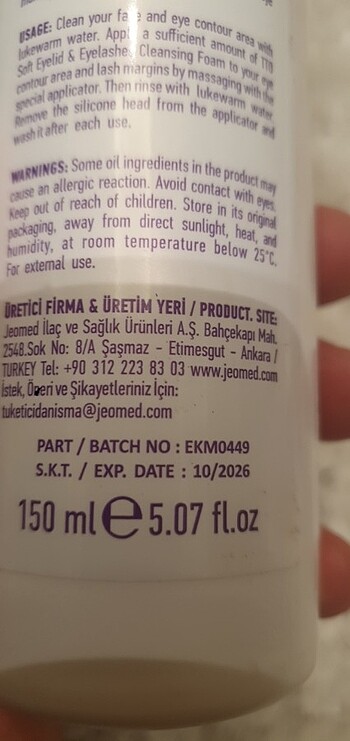 USAGE: Clean your face and eye contour area with
lukewarm water. Apply a sufficient amount of TTO
Soft Eyelid & Eyelashes Cleansing Foam to your eye
contour area and lash margins by massaging with the
special applicator. Then rinse with lukewarm water.
Remove the silicone head from the applicator and
wash it after each use.
WARNINGS: Some oil ingredients in the product may
cause an allergic reaction. Avoid contact with eyes.
Keep out of reach of children. Store in its original
packaging, away from direct sunlight, heat, and
humidity, at room temperature below 25°C.
For external use.
ÜRETİCİ FİRMA & ÜRETİM YERİ / PRODUCT. SITE:
Jeomed İlaç ve Sağlık Ürünleri A.Ş. Bahçekapı Mah.
2548.Sok No: 8/A Şaşmaz - Etimesgut - Ankara /
TURKEY Tel: +90 312 223 83 03 www.jeomed.com
İstek, Öneri ve Şikayetleriniz İçin:
tuketicidanisma@jeomed.com
PART / BATCH NO : EKM0449
S.K.T. / EXP. DATE : 10/2026
150 ml ℮ 5.07 fl.oz